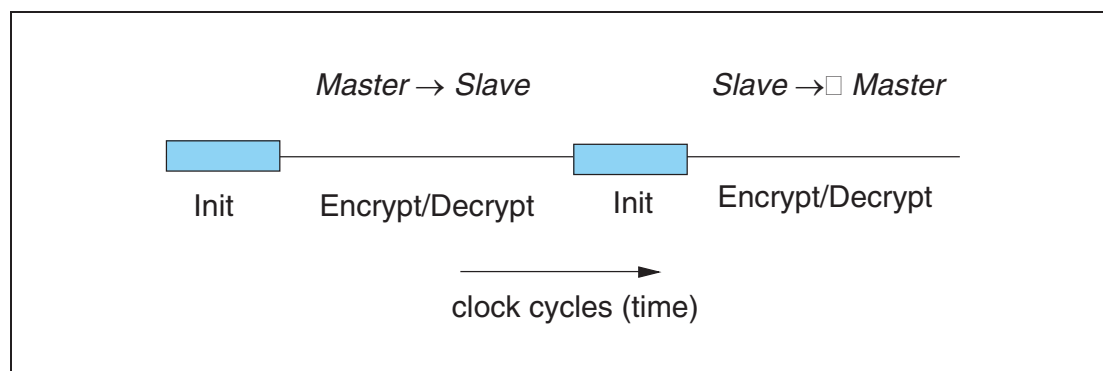 Master → Slave
Slave →□ Master
Init
Encrypt/Decrypt
Init
Encrypt/Decrypt
clock cycles (time)